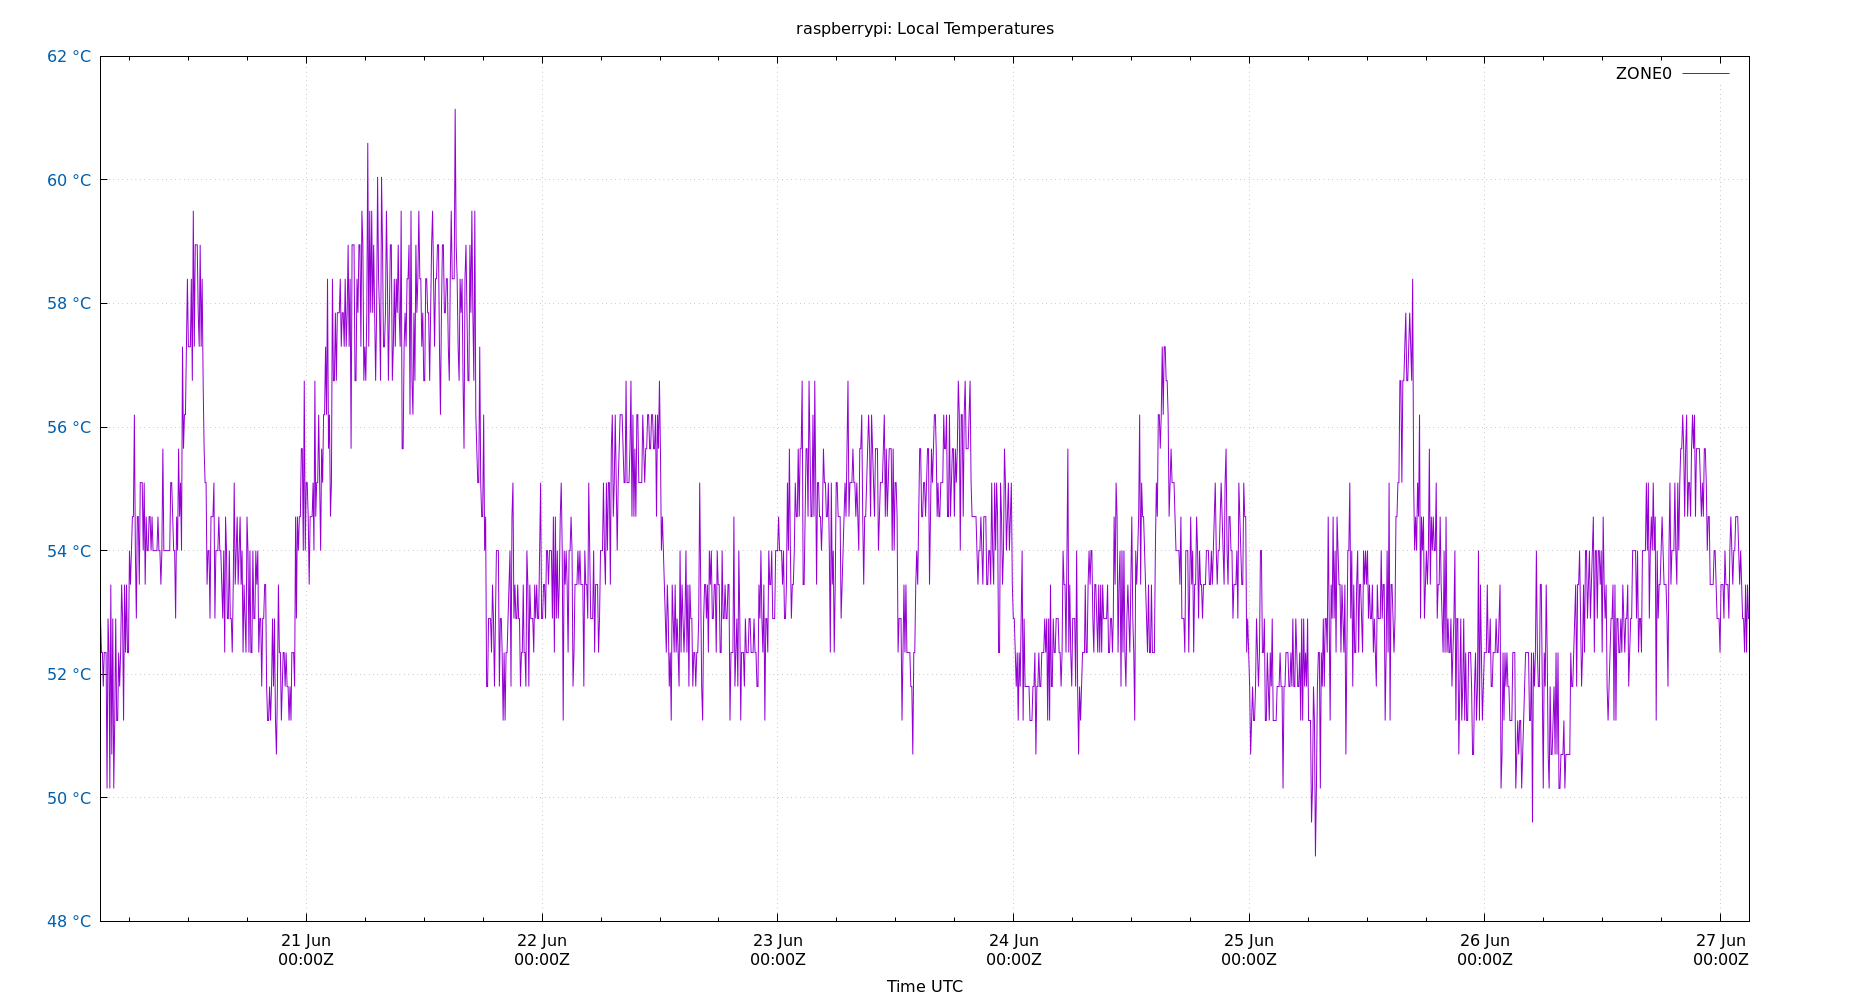 raspberrypi: Local Temperatures
62 °C
ZONE0
60 °C
58 °C
56 °C
54 °C
52 °C
50 °C
48 °C
21 Jun 22 Jun 23 Jun 24 Jun 25 Jun 26 Jun 27 Jun
00:00Z 00:00Z 00:00Z 00:00Z 00:00Z 00:00Z 00:00Z
Time UTC